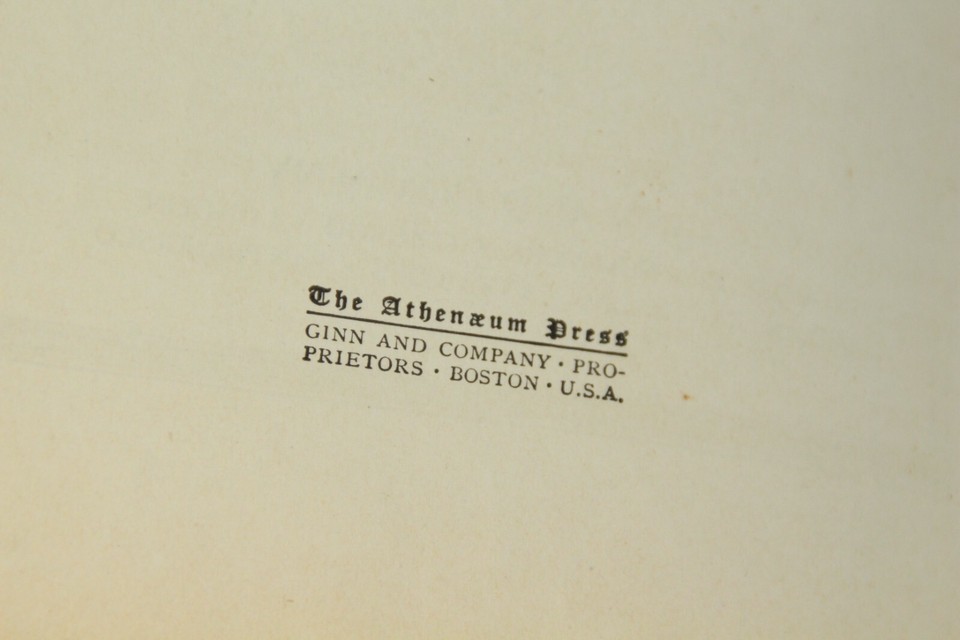 The Athenæum Press
GINN AND COMPANY · PRO-
PRIETORS · BOSTON · U.S.A.